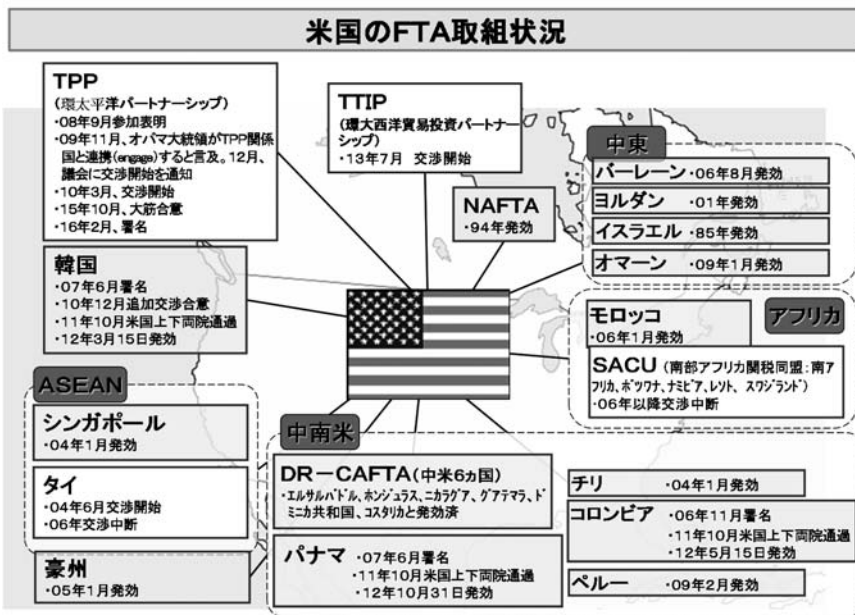 米国のFTA取組状況
TPP
(環太平洋パートナーシップ)
・08年9月参加表明
・09年11月、オバマ大統領がTPP関係
国と連携(engage)すると言及。12月、
議会に交渉開始を通知
・10年3月、交渉開始
・15年10月、大筋合意
・16年2月、署名
TTIP
(環大西洋貿易投資パートナー
シップ)
・13年7月 交渉開始
NAFTA
・94年発効
中東
バーレーン ・06年8月発効
ヨルダン ・01年発効
イスラエル ・85年発効
オマーン ・09年1月発効
韓国
・07年6月署名
・10年12月追加交渉合意
・11年10月米国上下両院通過
・12年3月15日発効
アフリカ
モロッコ
・06年1月発効
SACU (南部アフリカ関税同盟:南ア
フリカ、ボツワナ、ナミビア、レソト、スワジランド)
・06年以降交渉中断
ASEAN
シンガポール
・04年1月発効
タイ
・04年6月交渉開始
・06年交渉中断
豪州
・05年1月発効
中南米
DR-CAFTA(中米6ヵ国)
・エルサルバドル、ホンジュラス、ニカラグア、グアテマラ、ド
ミニカ共和国、コスタリカと発効済
パナマ ・07年6月署名
・11年10月米国上下両院通過
・12年10月31日発効
チリ ・04年1月発効
コロンビア ・06年11月署名
・11年10月米国上下両院通過
・12年5月15日発効
ペルー ・09年2月発効